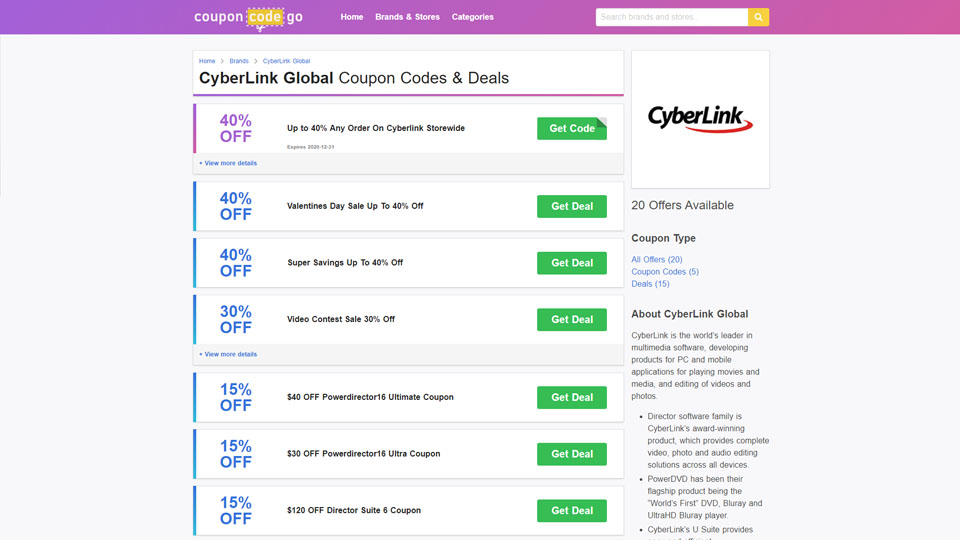 coupon code go
Home Brands & Stores Categories
Search brands and stores...
Home > Brands > CyberLink Global
CyberLink Global Coupon Codes & Deals
40%
OFF
Up to 40% Any Order On Cyberlink Storewide
Expires 2020-12-31
Get Code
+ View more details
40%
OFF
Valentines Day Sale Up To 40% Off
Get Deal
40%
OFF
Super Savings Up To 40% Off
Get Deal
30%
OFF
Video Contest Sale 30% Off
Get Deal
+ View more details
15%
OFF
$40 OFF Powerdirector16 Ultimate Coupon
Get Deal
15%
OFF
$30 OFF Powerdirector16 Ultra Coupon
Get Deal
15%
OFF
$120 OFF Director Suite 6 Coupon
Get Deal
CyberLink
20 Offers Available
Coupon Type
All Offers (20)
Coupon Codes (5)
Deals (15)
About CyberLink Global
CyberLink is the world's leader in
multimedia software, developing
products for PC and mobile
applications for playing movies and
media, and editing of videos and
photos.
• Director software family is
CyberLink's award-winning
product, which provides complete
video, photo and audio editing
solutions across all devices.
• PowerDVD has been their
flagship product being the
"World's First" DVD, Bluray and
UltraHD Bluray player.
• CyberLink's U Suite provides